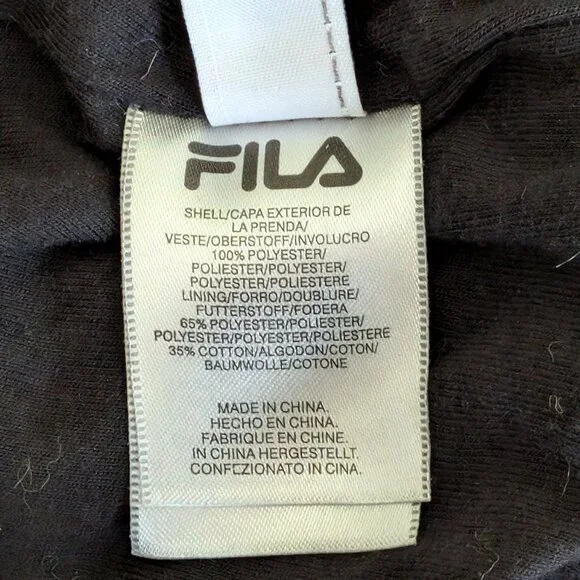 FILA
SHELL/CAPA EXTERIOR DE
LA PRENDA/
VESTE/OBERSTOFF/INVOLUCRO
100% POLYESTER/
POLIESTER/POLYESTER/
POLYESTER/POLIESTERE
LINING/FORRO/DOUBLURE/
FUTTERSTOFF/FODERA
65% POLYESTER/POLIESTER/
POLYESTER/POLYESTER/POLIESTERE
35% COTTON/ALGODON/COTON/
BAUMWOLLE/COTONE
MADE IN CHINA.
HECHO EN CHINA.
FABRIQUE EN CHINE.
IN CHINA HERGESTELLT.
CONFEZIONATO IN CINA.